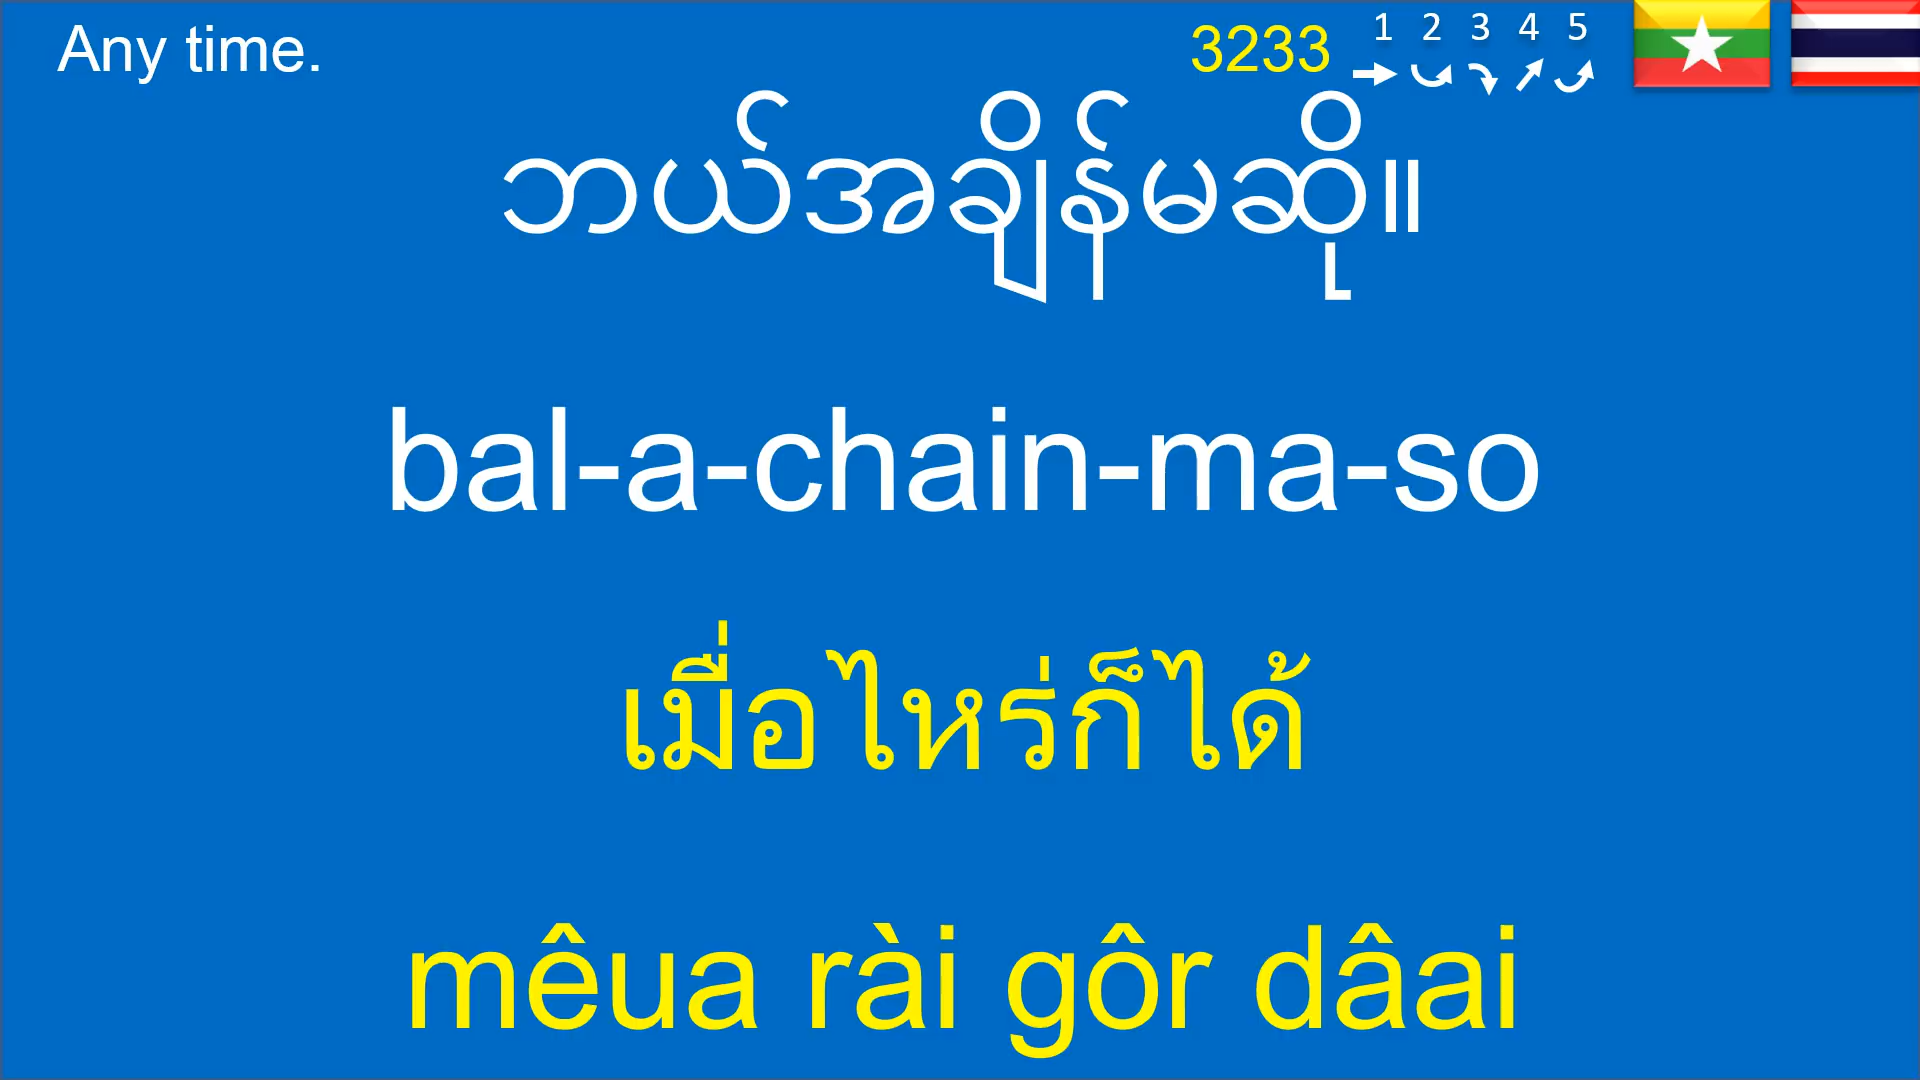 Any time.
3233 1 2 3 4 5
ဘယ်အချိန်မဆို။
bal-a-chain-ma-so
เมื่อไหร่ก็ได้
mêua rài gôr dâai